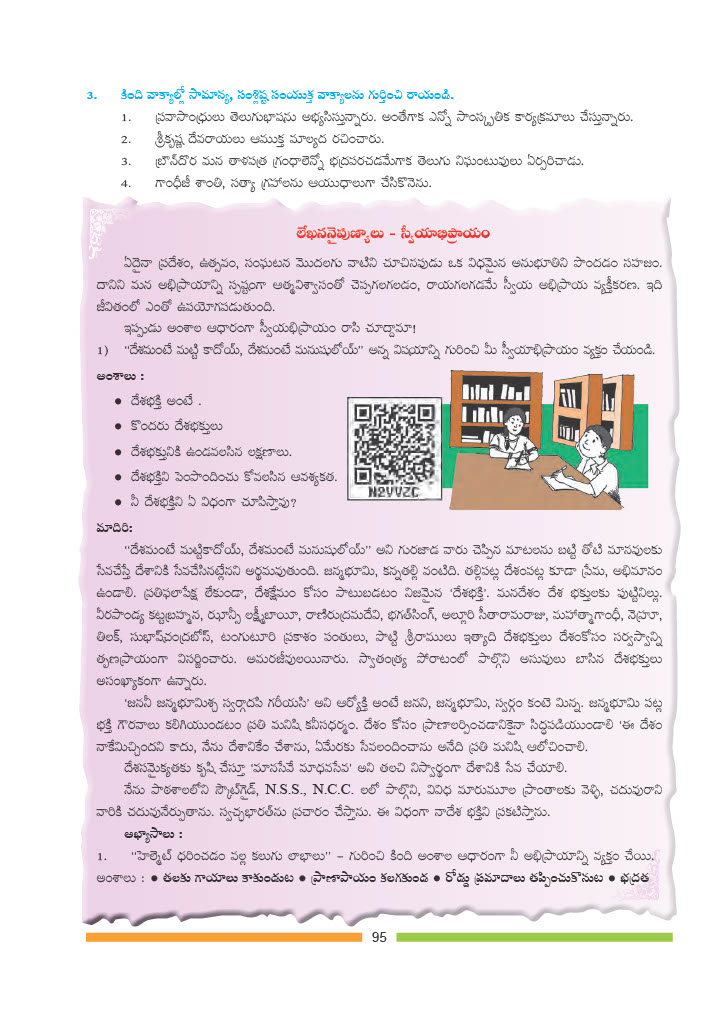 3. కింది వాక్యాల్లో సామాన్య, సంశ్లిష్ట సంయుక్త వాక్యాలను గుర్తించి రాయండి.
1. ప్రవాసాంధ్రులు తెలుగుభాషను అభ్యసిస్తున్నారు. అంతేగాక ఎన్నో సాంస్కృతిక కార్యక్రమాలు చేస్తున్నారు.
2. శ్రీకృష్ణ దేవరాయలు ఆముక్త మాల్యద రచించారు.
3. బ్రౌన్‌దొర మన తాళపత్ర గ్రంధాలెన్నో భద్రపరచడమేగాక తెలుగు నిఘంటువులు ఏర్పరిచాడు.
4. గాంధీజీ శాంతి, సత్యా గ్రహాలను ఆయుధాలుగా చేసికొనెను.
లేఖననైపుణ్యాలు - స్వీయాభిప్రాయం
ఏదైనా ప్రదేశం, ఉత్సవం, సంఘటన మొదలగు వాటిని చూచినపుడు ఒక విధమైన అనుభూతిని పొందడం సహజం.
దానిని మన అభిప్రాయాన్ని స్పష్టంగా ఆత్మవిశ్వాసంతో చెప్పగలగలడం, రాయగలగడమే స్వీయ అభిప్రాయ వ్యక్తీకరణ. ఇది
జీవితంలో ఎంతో ఉపయోగపడుతుంది.
ఇప్పుడు అంశాల ఆధారంగా స్వీయభిప్రాయం రాసి చూద్దామా!
1) “దేశమంటే మట్టి కాదోయ్, దేశమంటే మనుషులోయ్” అన్న విషయాన్ని గురించి మీ స్వీయాభిప్రాయం వ్యక్తం చేయండి.
అంశాలు :
● దేశభక్తి అంటే .
● కొందరు దేశభక్తులు
● దేశభక్తునికి ఉండవలసిన లక్షణాలు.
● దేశభక్తిని పెంపొందించు కోవలసిన ఆవశ్యకత.
● నీ దేశభక్తిని ఏ విధంగా చూపిస్తావు?
N2VVZC
మాదిరి:
“దేశమంటే మట్టికాదోయ్, దేశమంటే మనుషులోయ్” అని గురజాడ వారు చెప్పిన మాటలను బట్టి తోటి మానవులకు
సేవచేస్తే దేశానికి సేవచేసినట్లేనని అర్థమవుతుంది. జన్మభూమి, కన్నతల్లి వంటిది. తల్లిపట్ల దేశంపట్ల కూడా ప్రేమ, అభిమానం
ఉండాలి. ప్రతిఫలాపేక్ష లేకుండా, దేశక్షేమం కోసం పాటుబడటం నిజమైన 'దేశభక్తి'. మనదేశం దేశ భక్తులకు పుట్టినిల్లు.
వీరపాండ్య కట్టబ్రహ్మన, ఝాన్సీ లక్ష్మీబాయీ, రాణిరుద్రమదేవి, భగత్‌సింగ్, అల్లూరి సీతారామరాజు, మహాత్మాగాంధీ, నెహ్రూ,
తిలక్, సుభాష్‌చంద్రబోస్, టంగుటూరి ప్రకాశం పంతులు, పొట్టి శ్రీరాములు ఇత్యాది దేశభక్తులు దేశంకోసం సర్వస్వాన్ని
తృణప్రాయంగా విసర్జించారు. అమరజీవులయినారు. స్వాతంత్ర్య పోరాటంలో పాల్గొని అసువులు బాసిన దేశభక్తులు
అసంఖ్యాకంగా ఉన్నారు.
'జననీ జన్మభూమిశ్చ స్వర్గాదపి గరీయసి' అని ఆర్యోక్తి అంటే జనవి, జన్మభూమి, స్వర్గం కంటె మిన్న. జన్మభూమి పట్ల
భక్తి గౌరవాలు కలిగియుండటం ప్రతి మనిషి కనీసధర్మం. దేశం కోసం ప్రాణాలర్పించడానికైనా సిద్ధపడియుండాలి 'ఈ దేశం
నాకేమిచ్చిందని కాదు, నేను దేశానికేం చేశాను, ఏమేరకు సేవలందించాను అనేది ప్రతి మనిషి ఆలోచించాలి.
దేశసమైక్యతకు కృషి చేస్తూ 'మానసేవే మాధవసేవ' అని తలచి నిస్వార్థంగా దేశానికి సేవ చేయాలి.
నేను పాఠశాలలోని స్కౌట్‌గైడ్, N.S.S., N.C.C. లలో పాల్గొని, వివిధ మారుమూల ప్రాంతాలకు వెళ్ళి, చదువురాని
వారికి చదువునేర్పుతాను. స్వచ్ఛభారత్‌ను ప్రచారం చేస్తాను. ఈ విధంగా నాదేశ భక్తిని ప్రకటిస్తాను.
అభ్యాసాలు :
1. “హెల్మెట్ ధరించడం వల్ల కలుగు లాభాలు” – గురించి కింది అంశాల ఆధారంగా నీ అభిప్రాయాన్ని వ్యక్తం చేయి.
అంశాలు : ● తలకు గాయాలు కాకుండుట ● ప్రాణాపాయం కలగకుండ ● రోడ్డు ప్రమాదాలు తప్పించుకొనుట ● భద్రత
95